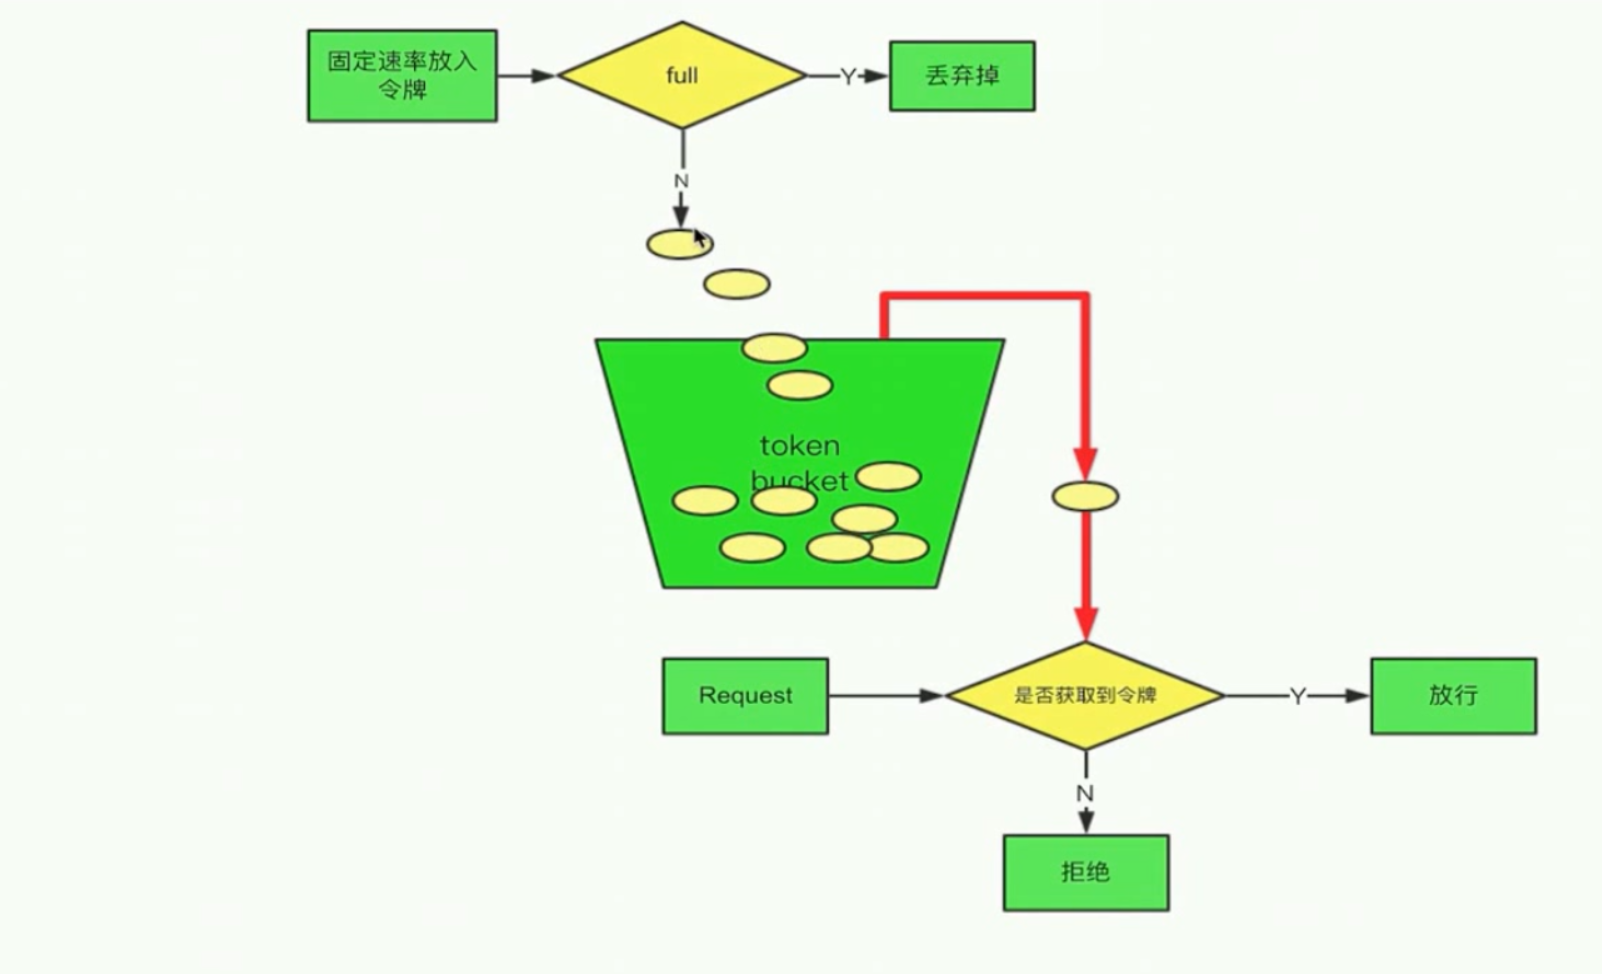 固定速率放入
令牌
full
Y
丢弃掉
N
token
bucket
Request
是否获取到令牌
Y
放行
N
拒绝